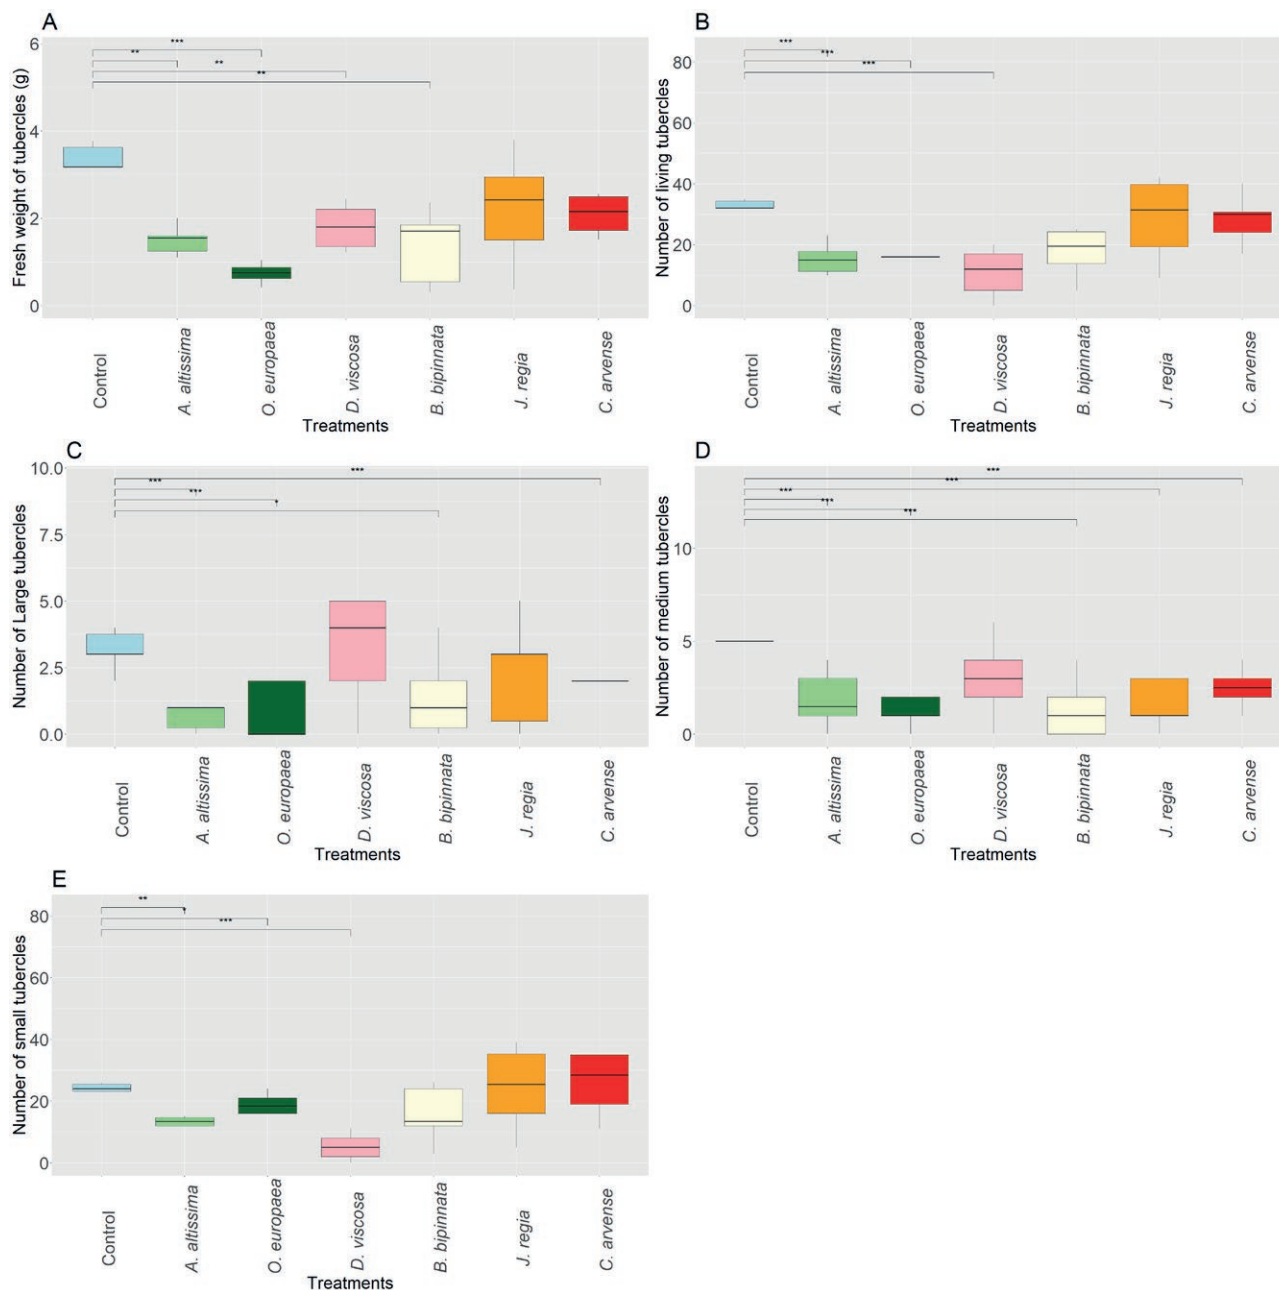 A
Fresh weight of tubercles (g)
6
4
2
0
***
**
**
**
Control
A. altissima
O. europaea
D. viscosa
B. bipinnata
J. regia
C. arvense
Treatments
B
Number of living tubercles
80
60
40
20
0
***
***
***
Control
A. altissima
O. europaea
D. viscosa
B. bipinnata
J. regia
C. arvense
Treatments
C
Number of Large tubercles
10.0
7.5
5.0
2.5
0.0
***
***
***
*
Control
A. altissima
O. europaea
D. viscosa
B. bipinnata
J. regia
C. arvense
Treatments
D
Number of medium tubercles
10
5
0
***
***
***
***
***
Control
A. altissima
O. europaea
D. viscosa
B. bipinnata
J. regia
C. arvense
Treatments
E
Number of small tubercles
80
60
40
20
0
**
*
***
Control
A. altissima
O. europaea
D. viscosa
B. bipinnata
J. regia
C. arvense
Treatments